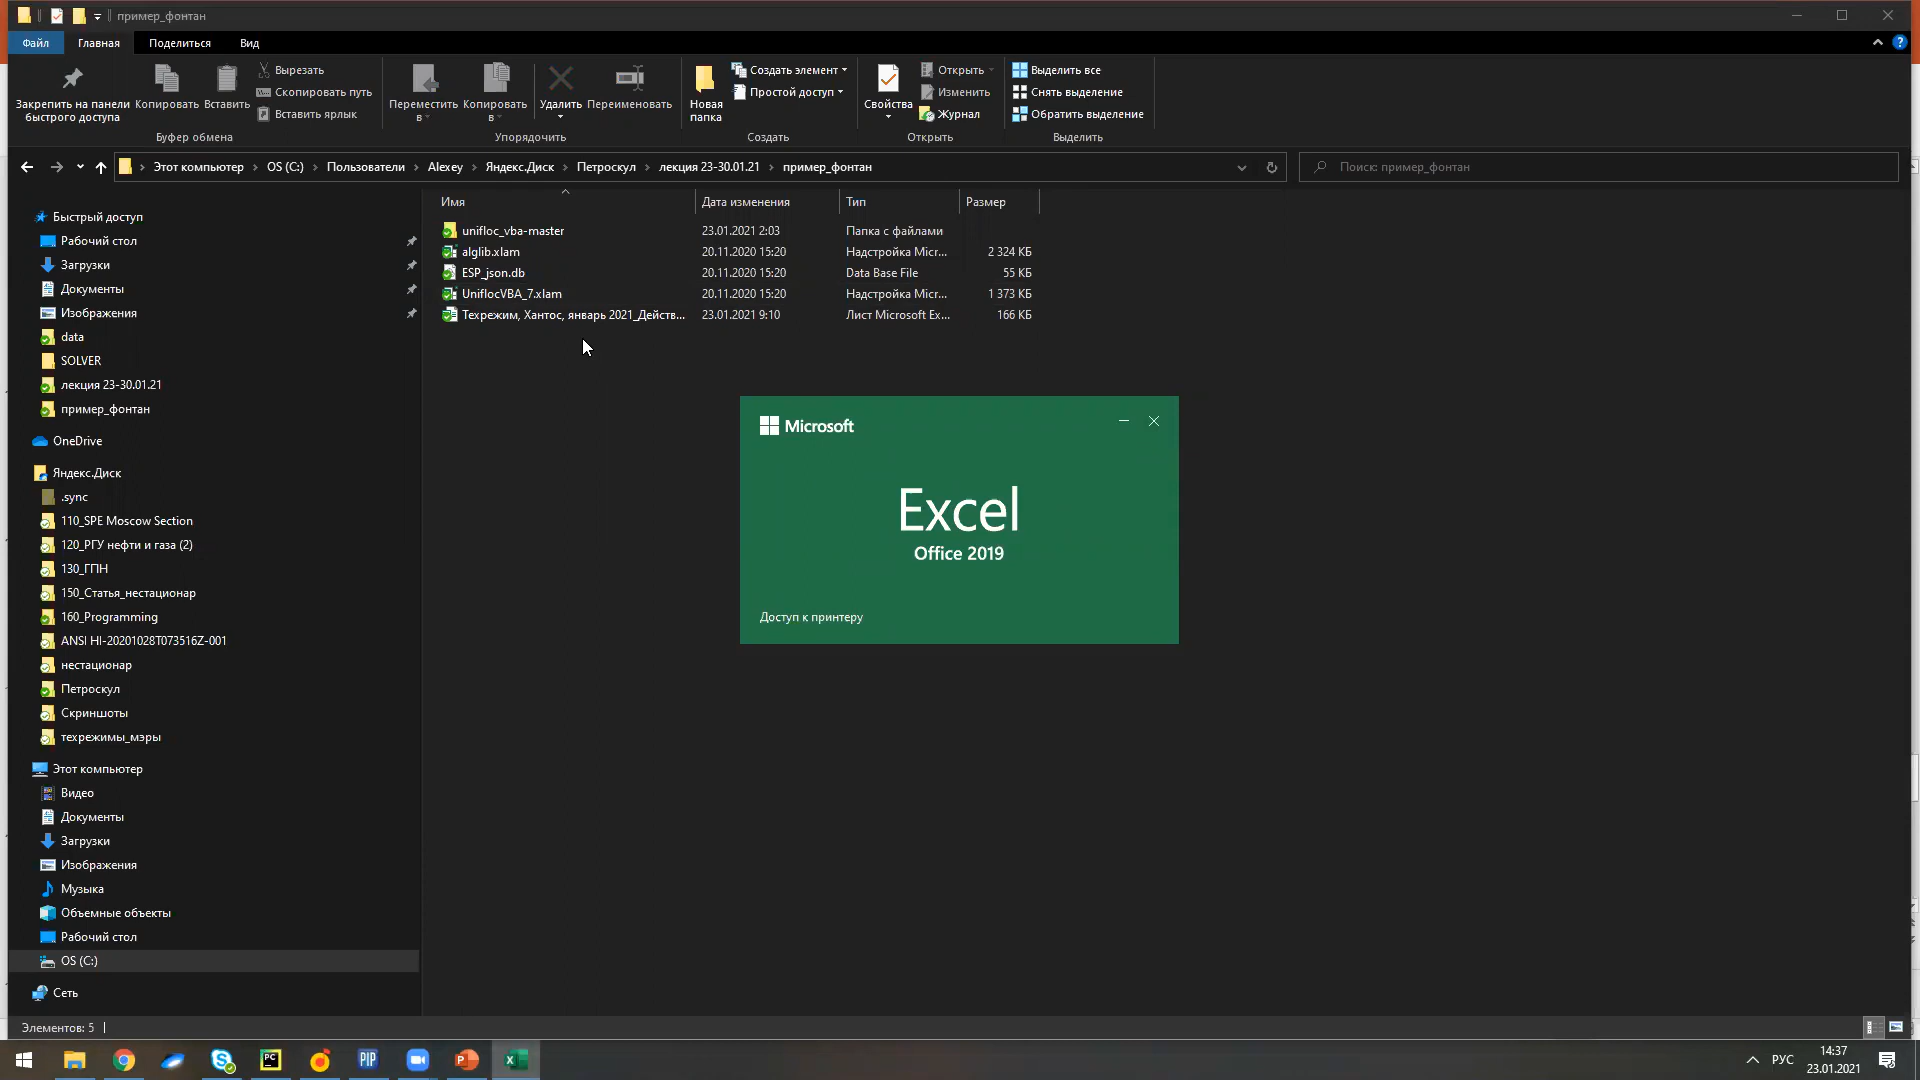 пример_фонтан
Файл Главная Поделиться Вид
Закрепить на панели быстрого доступа
Копировать
Вставить
Вырезать
Скопировать путь
Вставить ярлык
Буфер обмена
Переместить в
Копировать в
Удалить
Переименовать
Упорядочить
Новая папка
Создать элемент
Простой доступ
Создать
Свойства
Открыть
Изменить
Журнал
Открыть
Выделить все
Снять выделение
Обратить выделение
Выделить
Этот компьютер OS (C:) Пользователи Alexey Яндекс.Диск Петроскул лекция 23-30.01.21 пример_фонтан
Поиск: пример_фонтан
Имя Дата изменения Тип Размер
unifloc_vba-master 23.01.2021 2:03 Папка с файлами
alglib.xlam 20.11.2020 15:20 Надстройка Micr... 2 324 КБ
ESP_json.db 20.11.2020 15:20 Data Base File 55 КБ
UniflocVBA_7.xlam 20.11.2020 15:20 Надстройка Micr... 1 373 КБ
Техрежим, Хантос, январь 2021_Действ... 23.01.2021 9:10 Лист Microsoft Ex... 166 КБ
Быстрый доступ
Рабочий стол
Загрузки
Документы
Изображения
data
SOLVER
лекция 23-30.01.21
пример_фонтан
OneDrive
Яндекс.Диск
.sync
110_SPE Moscow Section
120_РГУ нефти и газа (2)
130_ГПН
150_Статья_нестационар
160_Programming
ANSI HI-20201028T073516Z-001
нестационар
Петроскул
Скриншоты
техрежимы_мэры
Этот компьютер
Видео
Документы
Загрузки
Изображения
Музыка
Объемные объекты
Рабочий стол
OS (C:)
Сеть
Microsoft
Excel
Office 2019
Доступ к принтеру
Элементов: 5
PC
PIP
РУС
14:37
23.01.2021